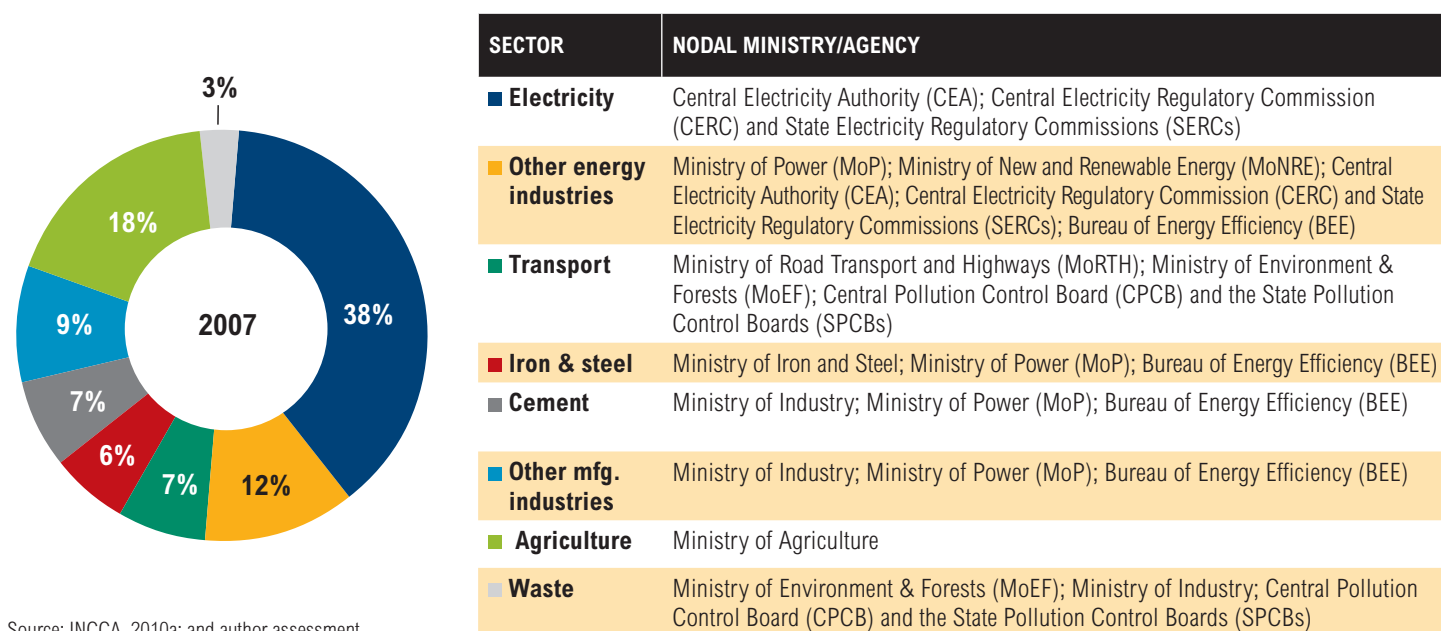 3%
38%
12%
7%
6%
7%
9%
18%
2007
SECTOR NODAL MINISTRY/AGENCY
Electricity Central Electricity Authority (CEA); Central Electricity Regulatory Commission
(CERC) and State Electricity Regulatory Commissions (SERCs)
Other energy Ministry of Power (MoP); Ministry of New and Renewable Energy (MoNRE); Central
industries Electricity Authority (CEA); Central Electricity Regulatory Commission (CERC) and State
Electricity Regulatory Commissions (SERCs); Bureau of Energy Efficiency (BEE)
Transport Ministry of Road Transport and Highways (MoRTH); Ministry of Environment &
Forests (MoEF); Central Pollution Control Board (CPCB) and the State Pollution
Control Boards (SPCBs)
Iron & steel Ministry of Iron and Steel; Ministry of Power (MoP); Bureau of Energy Efficiency (BEE)
Cement Ministry of Industry; Ministry of Power (MoP); Bureau of Energy Efficiency (BEE)
Other mfg. Ministry of Industry; Ministry of Power (MoP); Bureau of Energy Efficiency (BEE)
industries
Agriculture Ministry of Agriculture
Waste Ministry of Environment & Forests (MoEF); Ministry of Industry; Central Pollution
Control Board (CPCB) and the State Pollution Control Boards (SPCBs)
Source: INCCA, 2010a; and author assessment